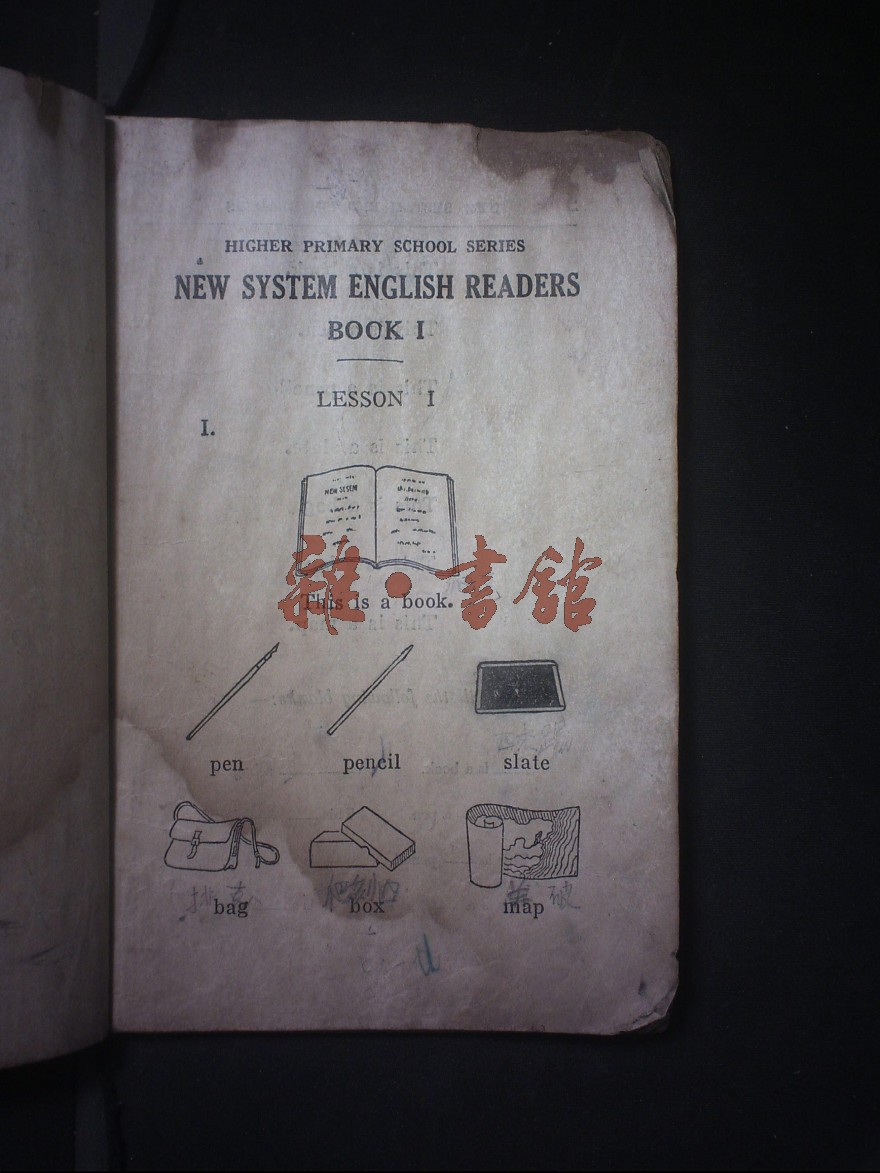 HIGHER PRIMARY SCHOOL SERIES
NEW SYSTEM ENGLISH READERS
BOOK I
LESSON I
I.
雜·書館
This is a book.
pen pencil slate
bag box map